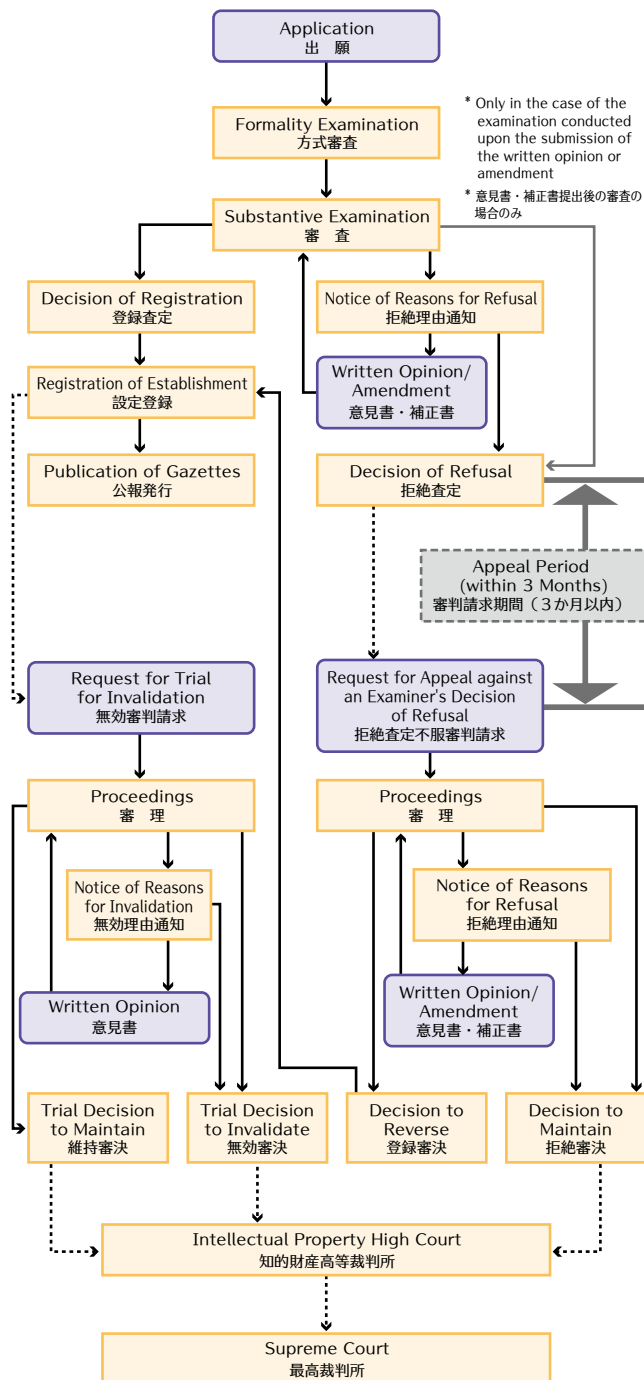 Application
出　願
Formality Examination
方式審査
* Only in the case of the
examination conducted
upon the submission of
the written opinion or
amendment
* 意見書・補正書提出後の審査の
場合のみ
Substantive Examination
審査
Decision of Registration
登録査定
Notice of Reasons for Refusal
拒絶理由通知
Registration of Establishment
設定登録
Written Opinion/
Amendment
意見書・補正書
Publication of Gazettes
公報発行
Decision of Refusal
拒絶査定
Appeal Period
(within 3 Months)
審判請求期間（３か月以内）
Request for Trial
for Invalidation
無効審判請求
Request for Appeal against
an Examiner's Decision
of Refusal
拒絶査定不服審判請求
Proceedings
審　理
Proceedings
審　理
Notice of Reasons
for Invalidation
無効理由通知
Notice of Reasons
for Refusal
拒絶理由通知
Written Opinion
意見書
Written Opinion/
Amendment
意見書・補正書
Trial Decision
to Maintain
維持審決
Trial Decision
to Invalidate
無効審決
Decision to
Reverse
登録審決
Decision to
Maintain
拒絶審決
Intellectual Property High Court
知的財産高等裁判所
Supreme Court
最高裁判所